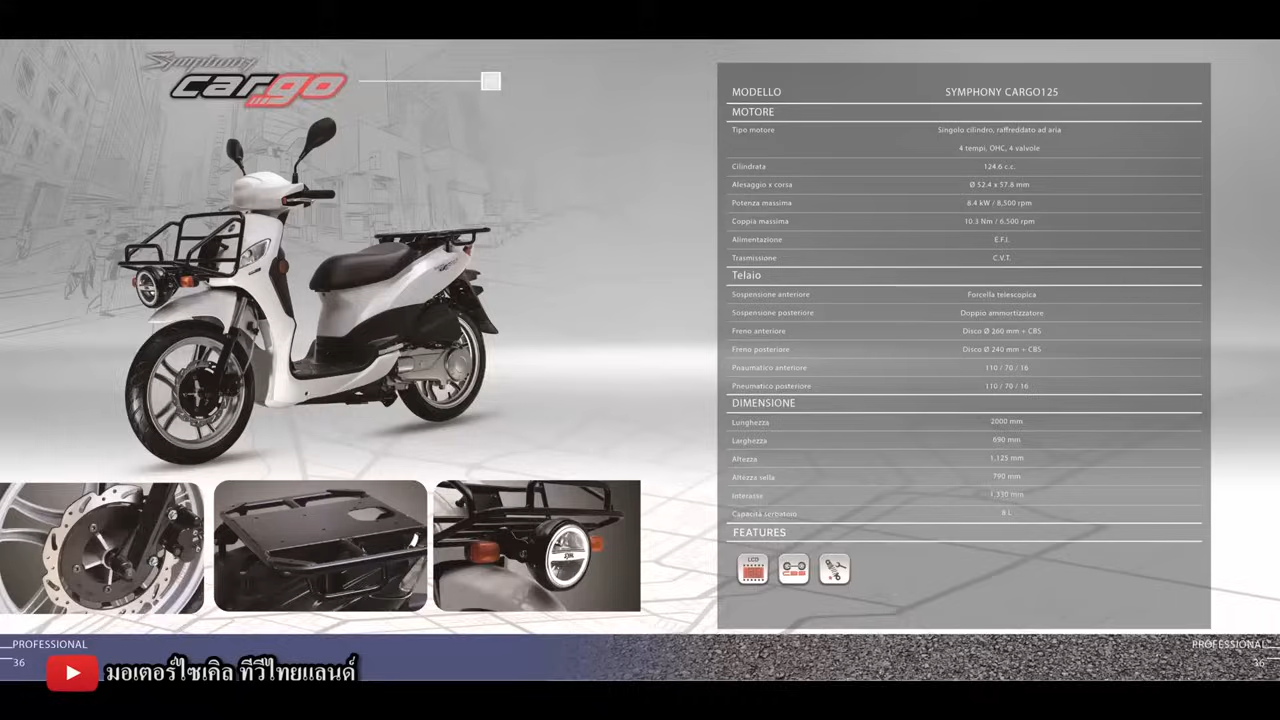 Symphony
cargo
MODELLO SYMPHONY CARGO125
MOTORE
Tipo motore Singolo cilindro, raffreddato ad aria
4 tempi, OHC, 4 valvole
Cilindrata 124.6 c.c.
Alesaggio x corsa Ø 52.4 x 57.8 mm
Potenza massima 8.4 kW / 8,500 rpm
Coppia massima 10.3 Nm / 6.500 rpm
Alimentazione E.F.I.
Trasmissione C.V.T.
Telaio
Sospensione anteriore Forcella telescopica
Sospensione posteriore Doppio ammortizzatore
Freno anteriore Disco Ø 260 mm + CBS
Freno posteriore Disco Ø 240 mm + CBS
Pneumatico anteriore 110 / 70 / 16
Pneumatico posteriore 110 / 70 / 16
DIMENSIONE
Lunghezza 2000 mm
Larghezza 690 mm
Altezza 1,125 mm
Altezza sella 790 mm
Interasse 1,330 mm
Capacità serbatoio 8 L
FEATURES
LCD
CBS
SYM
PROFESSIONAL
36
PROFESSIONAL
36
มอเตอร์ไซเคิล ทีวีไทยแลนด์